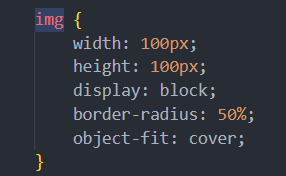 img {
    width: 100px;
    height: 100px;
    display: block;
    border-radius: 50%;
    object-fit: cover;
}